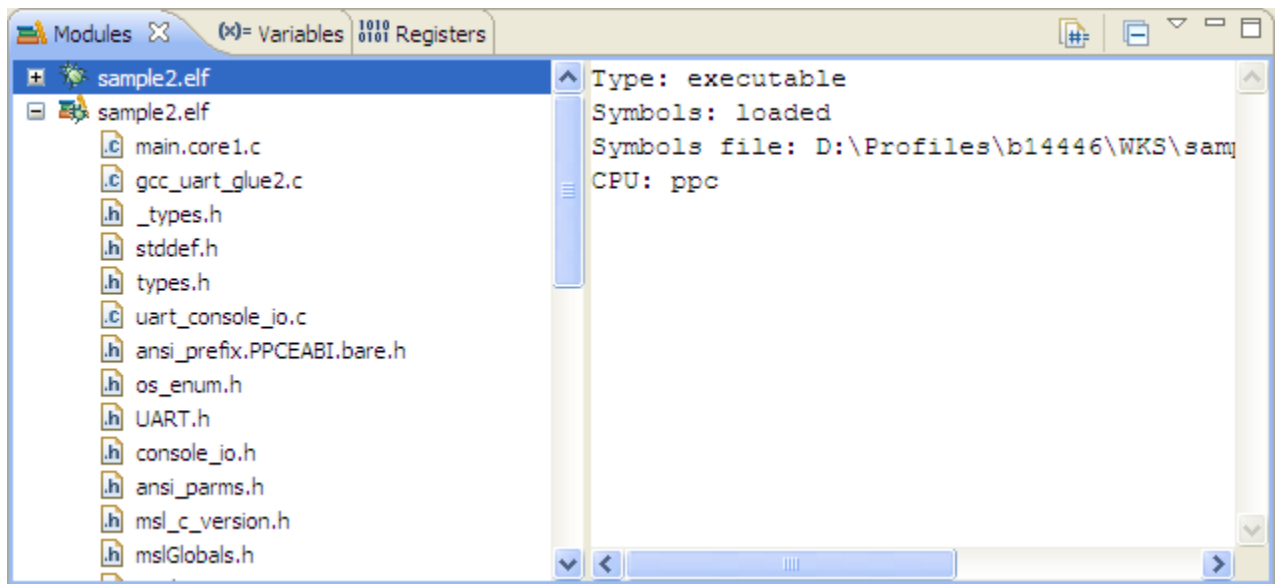 Modules (x)= Variables 1010 0101 Registers
sample2.elf
sample2.elf
main.core1.c
gcc_uart_glue2.c
_types.h
stddef.h
types.h
uart_console_io.c
ansi_prefix.PPCEABI.bare.h
os_enum.h
UART.h
console_io.h
ansi_parms.h
msl_c_version.h
mslGlobals.h
Type: executable
Symbols: loaded
Symbols file: D:\Profiles\b14446\WKS\sam
CPU: ppc